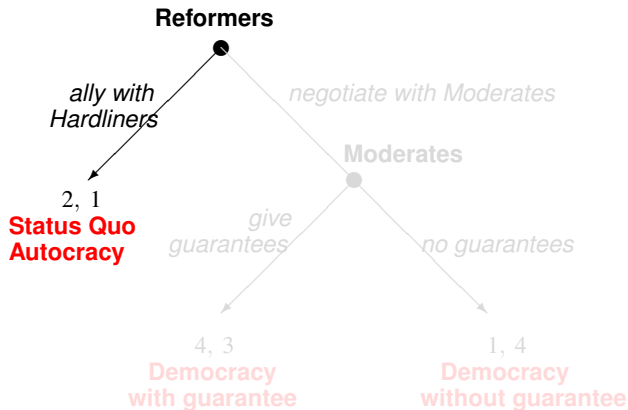 Reformers
ally with
Hardliners
negotiate with Moderates
Moderates
2, 1
Status Quo
Autocracy
give
guarantees
no guarantees
4, 3
Democracy
with guarantee
1, 4
Democracy
without guarantee